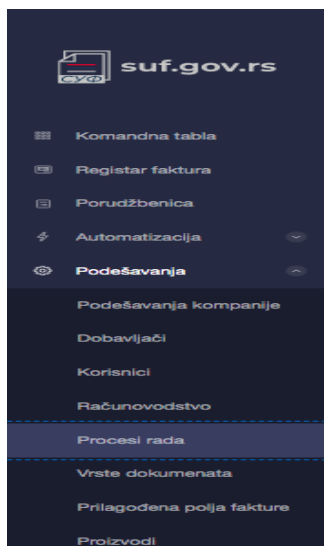 СУФ
suf.gov.rs
Komandna tabla
Registar faktura
Porudžbenica
Automatizacija
Podešavanja
Podešavanja kompanije
Dobavljači
Korisnici
Računovodstvo
Procesi rada
Vrste dokumenata
Prilagođena polja fakture
Proizvodi